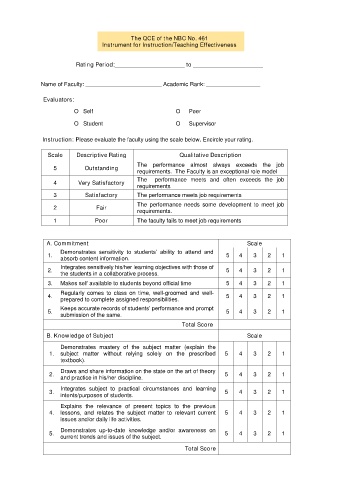 The QCE of the NBC No. 461
Instrument for Instruction/Teaching Effectiveness
Rating Period:____________________to ____________________
Name of Faculty: ________________________ Academic Rank: ________________
Evaluators:
O Self O Peer
O Student O Supervisor
Instruction: Please evaluate the faculty using the scale below. Encircle your rating.
Scale Descriptive Rating Qualitative Description
5 Outstanding The performance almost always exceeds the job
requirements. The Faculty is an exceptional role model
4 Very Satisfactory The performance meets and often exceeds the job
requirements
3 Satisfactory The performance meets job requirements
2 Fair The performance needs some development to meet job
requirements.
1 Poor The faculty fails to meet job requirements
A. Commitment Scale
1. Demonstrates sensitivity to students' ability to attend and
absorb content information. 5 4 3 2 1
2. Integrates sensitively his/her learning objectives with those of
the students in a collaborative process. 5 4 3 2 1
3. Makes self available to students beyond official time 5 4 3 2 1
4. Regularly comes to class on time, well-groomed and well-
prepared to complete assigned responsibilities. 5 4 3 2 1
5. Keeps accurate records of students' performance and prompt
submission of the same. 5 4 3 2 1
Total Score
B. Knowledge of Subject Scale
1. Demonstrates mastery of the subject matter (explain the
subject matter without relying solely on the prescribed
textbook). 5 4 3 2 1
2. Draws and share information on the state on the art of theory
and practice in his/her discipline. 5 4 3 2 1
3. Integrates subject to practical circumstances and learning
intents/purposes of students. 5 4 3 2 1
4. Explains the relevance of present topics to the previous
lessons, and relates the subject matter to relevant current
issues and/or daily life activities. 5 4 3 2 1
5. Demonstrates up-to-date knowledge and/or awareness on
current trends and issues of the subject. 5 4 3 2 1
Total Score